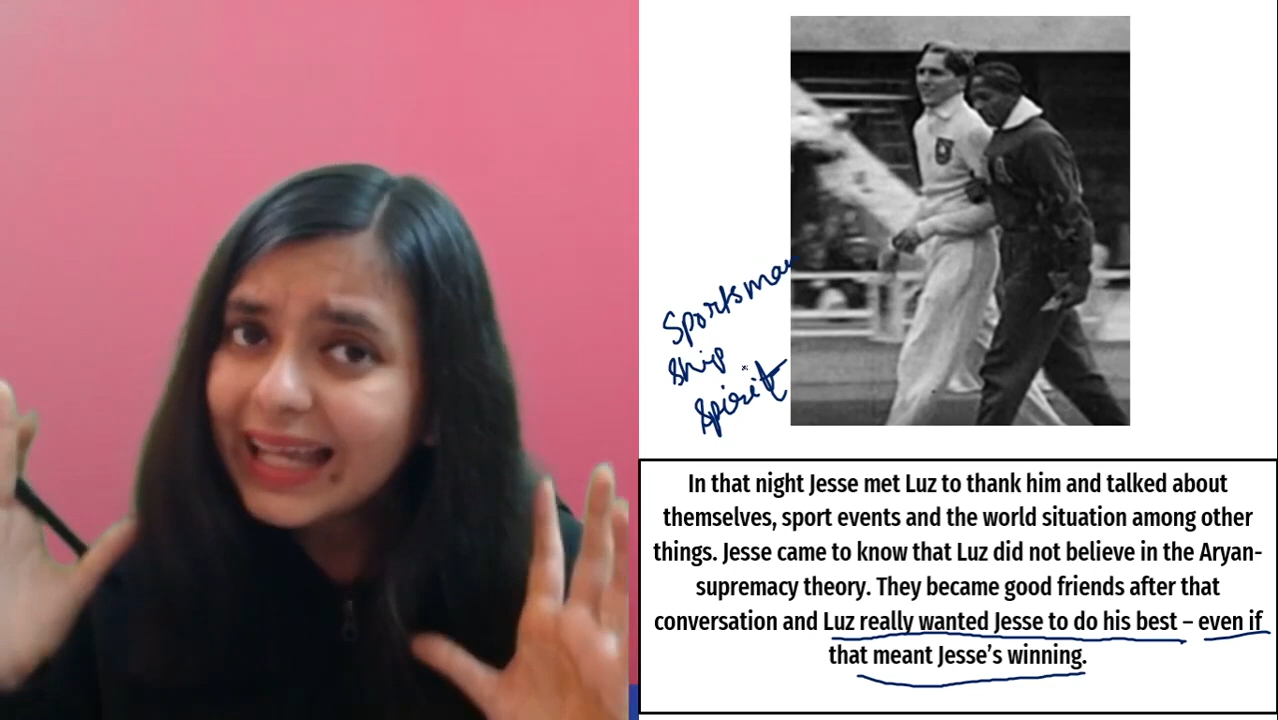 Sportsman
ship
spirit
In that night Jesse met Luz to thank him and talked about
themselves, sport events and the world situation among other
things. Jesse came to know that Luz did not believe in the Aryan-
supremacy theory. They became good friends after that
conversation and Luz really wanted Jesse to do his best – even if
that meant Jesse’s winning.